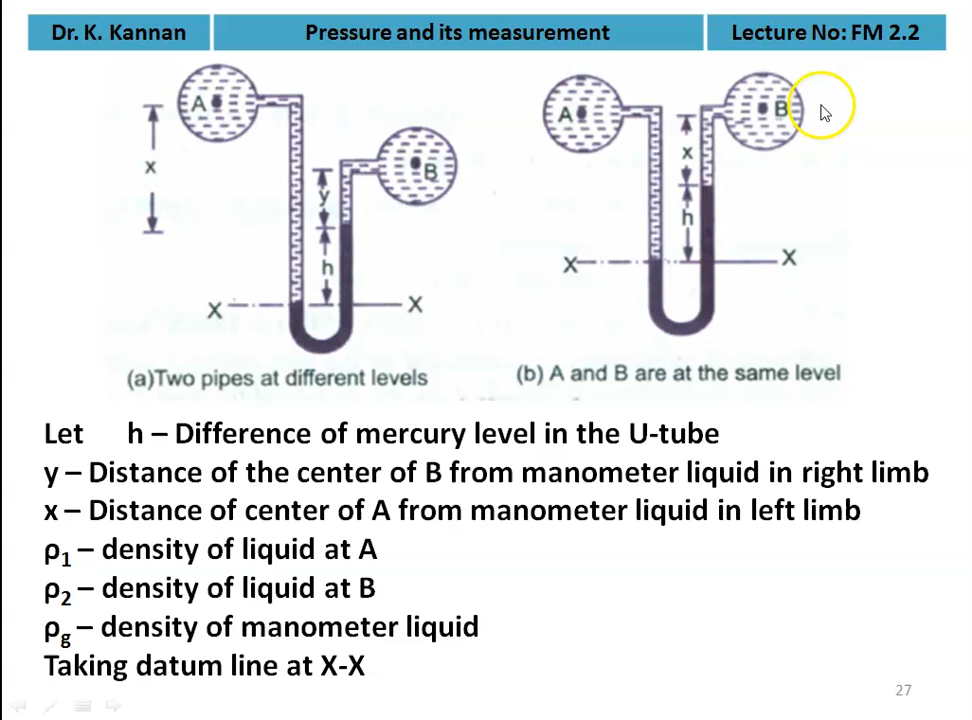 Dr. K. Kannan
Pressure and its measurement
Lecture No: FM 2.2
A
x
B
y
h
X
X
A
B
x
h
X
X
(a)Two pipes at different levels
(b) A and B are at the same level
Let h – Difference of mercury level in the U-tube
y – Distance of the center of B from manometer liquid in right limb
x – Distance of center of A from manometer liquid in left limb
ρ1 – density of liquid at A
ρ2 – density of liquid at B
ρg – density of manometer liquid
Taking datum line at X-X
27